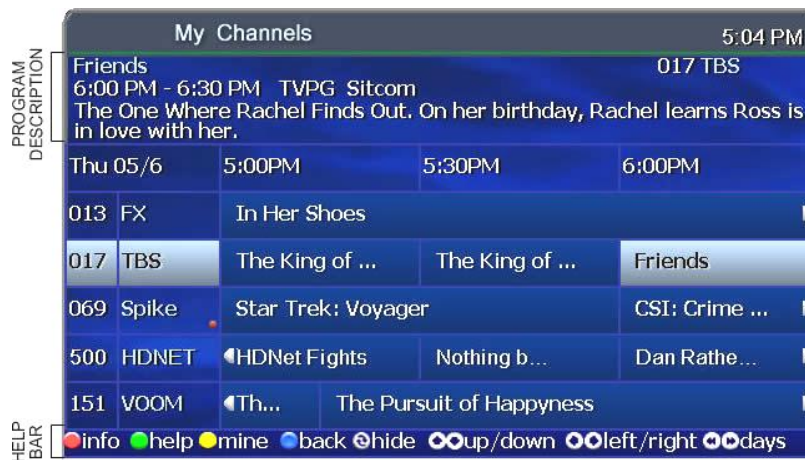 My Channels 5:04 PM
PROGRAM
DESCRIPTION
Friends 017 TBS
6:00 PM - 6:30 PM TVPG Sitcom
The One Where Rachel Finds Out. On her birthday, Rachel learns Ross is
in love with her.
Thu 05/6 5:00PM 5:30PM 6:00PM
013 FX In Her Shoes
017 TBS The King of ... The King of ... Friends
069 Spike Star Trek: Voyager CSI: Crime ...
500 HDNET HDNet Fights Nothing b... Dan Rathe...
151 VOOM Th... The Pursuit of Happyness
HELP
BAR
info help mine back hide up/down left/right days